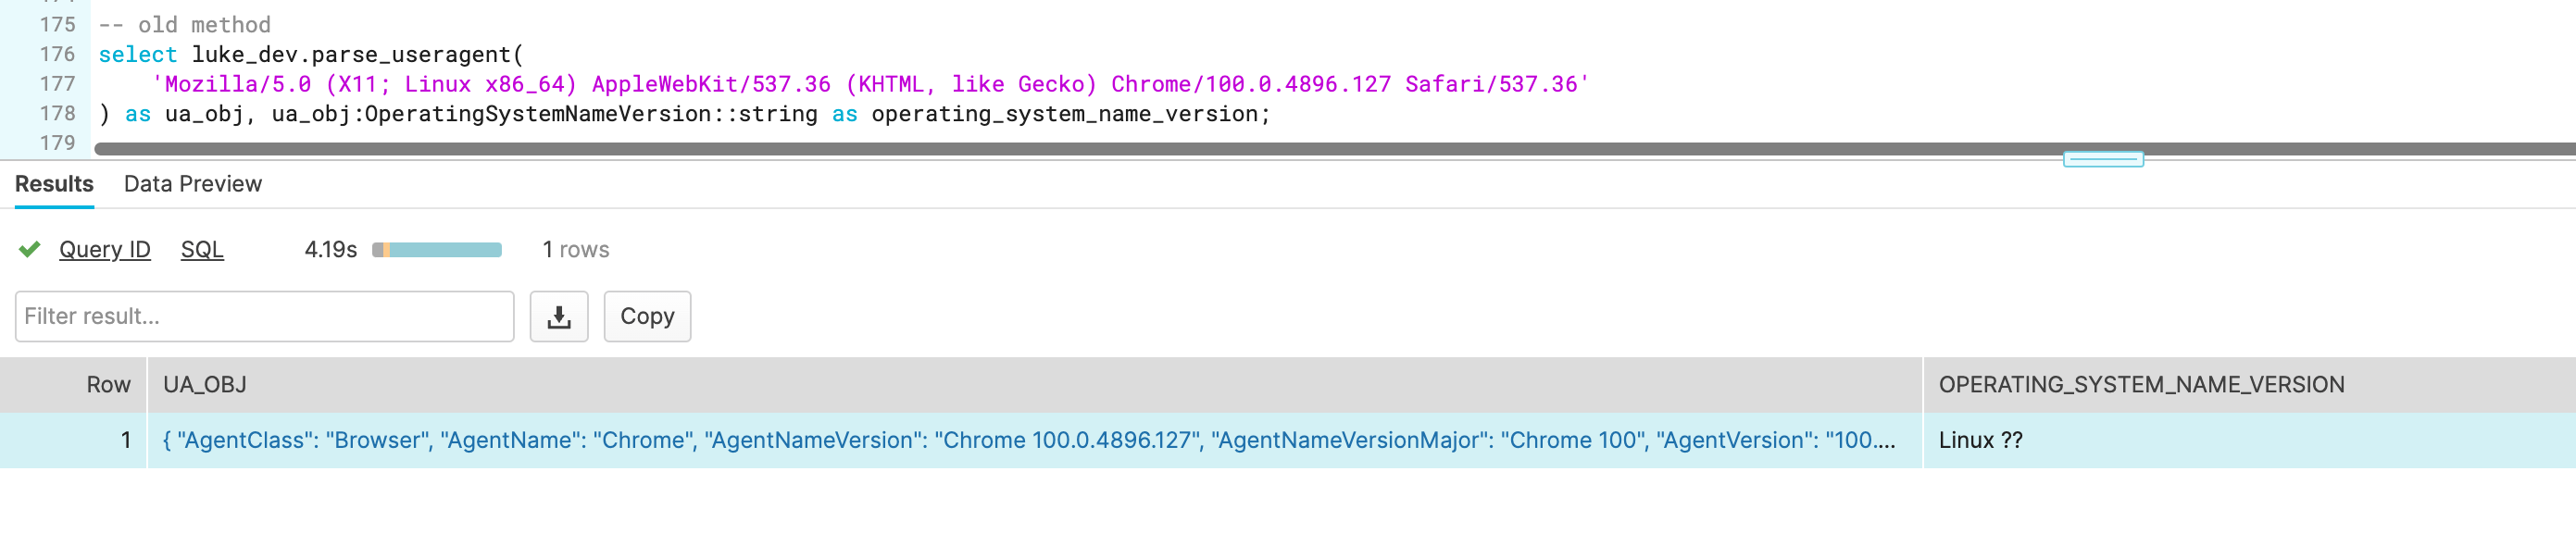 175 -- old method
176 select luke_dev.parse_useragent(
177 'Mozilla/5.0 (X11; Linux x86_64) AppleWebKit/537.36 (KHTML, like Gecko) Chrome/100.0.4896.127 Safari/537.36'
178 ) as ua_obj, ua_obj:OperatingSystemNameVersion::string as operating_system_name_version;
179
Results Data Preview
Query ID SQL 4.19s 1 rows
Filter result... Copy
Row UA_OBJ OPERATING_SYSTEM_NAME_VERSION
1 { "AgentClass": "Browser", "AgentName": "Chrome", "AgentNameVersion": "Chrome 100.0.4896.127", "AgentNameVersionMajor": "Chrome 100", "AgentVersion": "100.... Linux ??